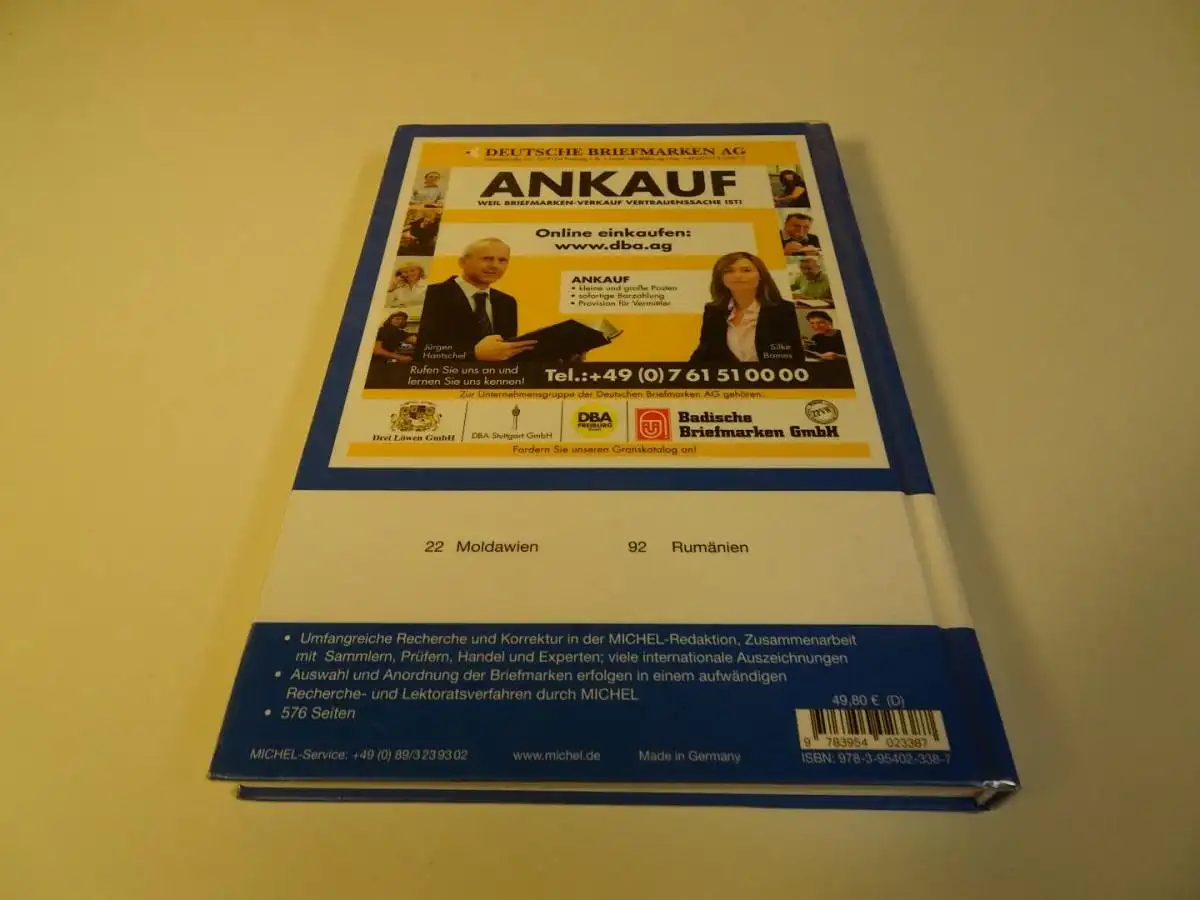 DEUTSCHE BRIEFMARKEN AG
ANKAUF
WEIL BRIEFMARKEN-VERKAUF VERTRAUENSSACHE IST!
Online einkaufen:
www.dba.ag
ANKAUF
• kleine und große Posten
• sofortige Barzahlung
• Provision für Vermittler
Jürgen
Hantschel
Silke
Rufen Sie uns an und
lernen Sie uns kennen!
Tel.:+49 (0) 7 61 51 00 00
Zur Unternehmensgruppe der Deutschen Briefmarken AG gehören:
Drei Löwen GmbH
DBA Stuttgart GmbH
DBA
FREIBURG
Badische
Briefmarken GmbH
Fordern Sie unseren Gratiskatalog an!
22 Moldawien
92 Rumänien
• Umfangreiche Recherche und Korrektur in der MICHEL-Redaktion, Zusammenarbeit
mit Sammlern, Prüfern, Handel und Experten; viele internationale Auszeichnungen
• Auswahl und Anordnung der Briefmarken erfolgen in einem aufwändigen
Recherche- und Lektoratsverfahren durch MICHEL
• 576 Seiten
49,80 € (D)
9 783954 023387
MICHEL-Service: +49 (0) 89/3 23 93 02
www.michel.de
Made in Germany
ISBN: 978-3-95402-338-7